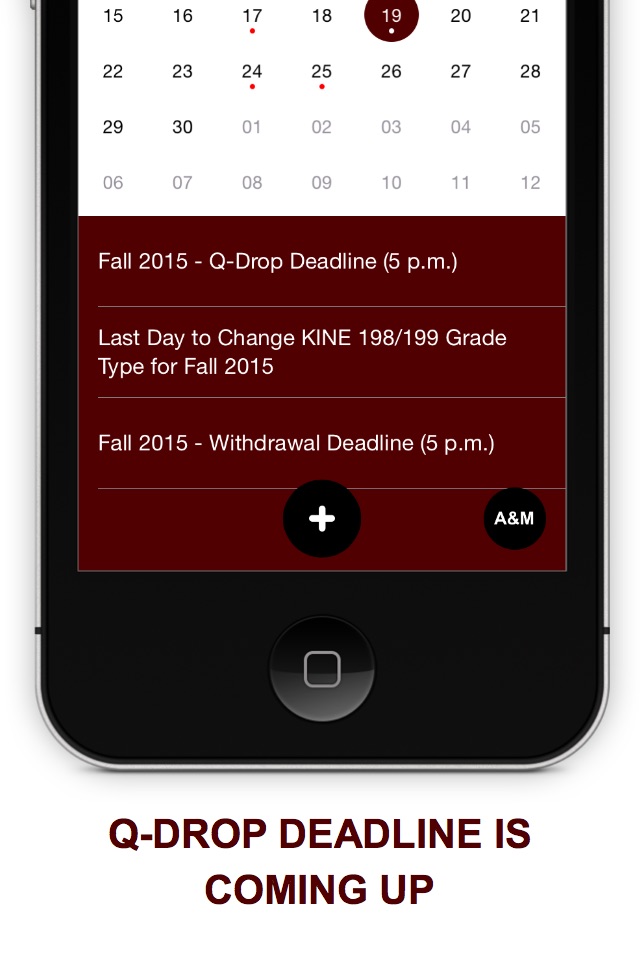 15 16 17 18 19 20 21
22 23 24 25 26 27 28
29 30 01 02 03 04 05
06 07 08 09 10 11 12
Fall 2015 - Q-Drop Deadline (5 p.m.)
Last Day to Change KINE 198/199 Grade
Type for Fall 2015
Fall 2015 - Withdrawal Deadline (5 p.m.)
+
A&M
Q-DROP DEADLINE IS
COMING UP